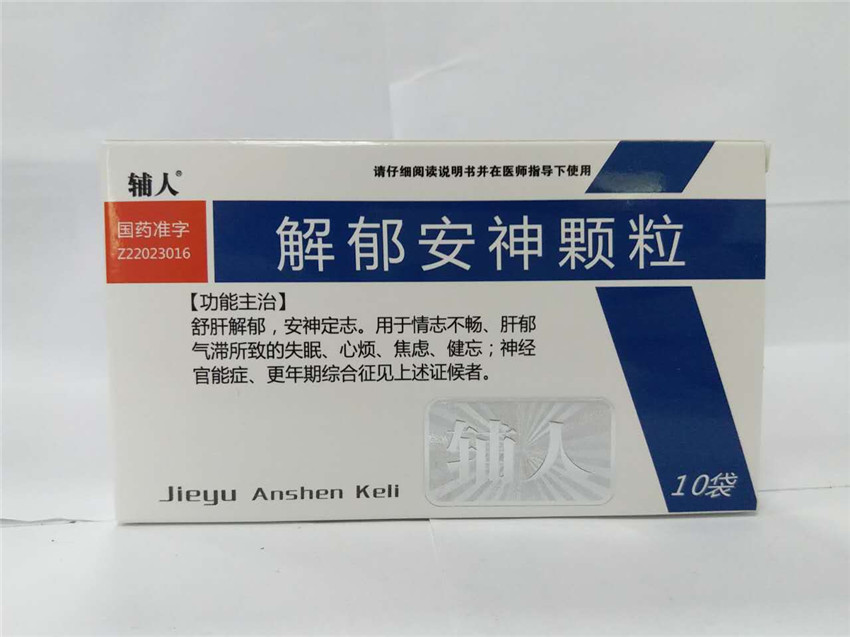 辅人®
请仔细阅读说明书并在医师指导下使用
国药准字
Z22023016
解郁安神颗粒
【功能主治】
舒肝解郁，安神定志。用于情志不畅、肝郁
气滞所致的失眠、心烦、焦虑、健忘；神经
官能症、更年期综合征见上述证候者。
辅人
Jieyu Anshen Keli
10袋